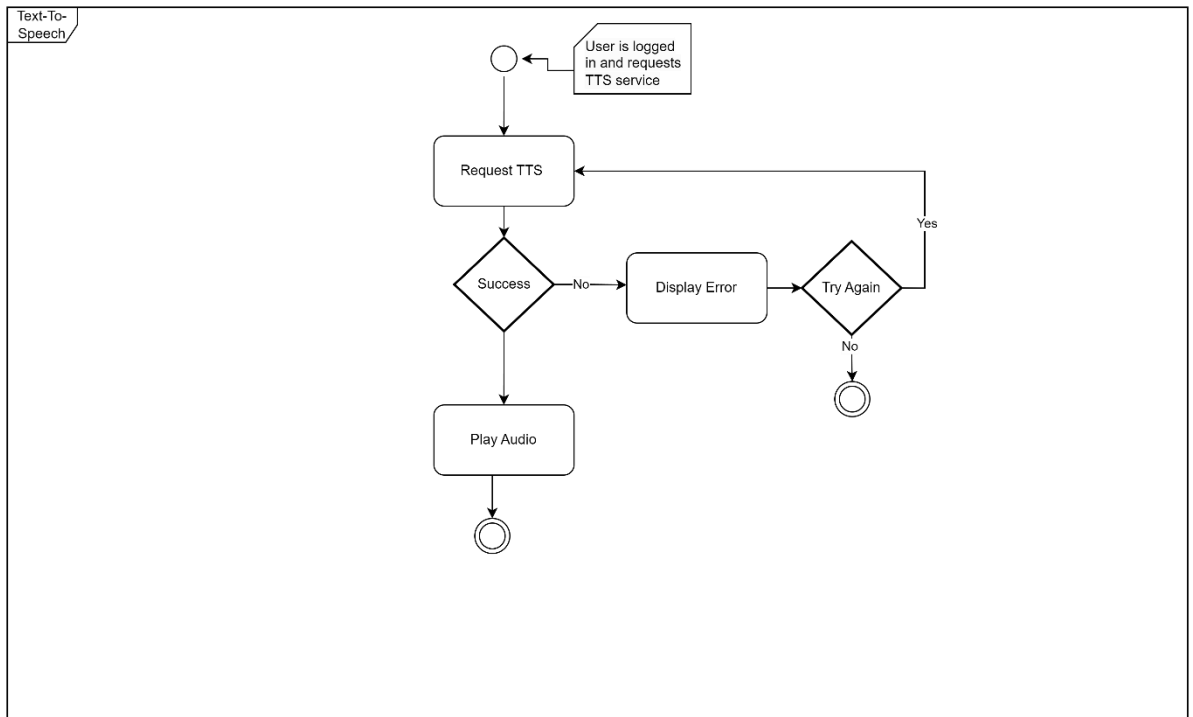 Text-To-
Speech
User is logged
in and requests
TTS service
Request TTS
Yes
Success
No
Display Error
Try Again
No
Play Audio